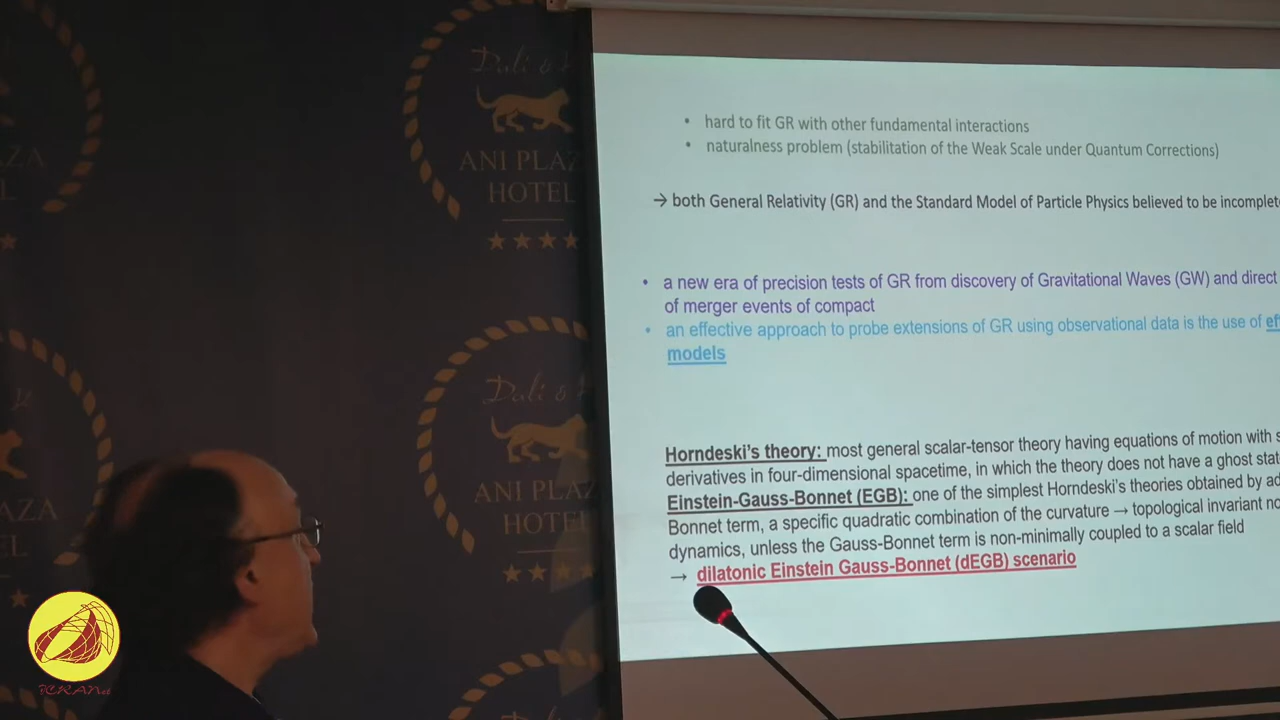 • hard to fit GR with other fundamental interactions
• naturalness problem (stabilitation of the Weak Scale under Quantum Corrections)
→ both General Relativity (GR) and the Standard Model of Particle Physics believed to be
• a new era of precision tests of GR from discovery of Gravitational Waves (GW) and direct
of merger events of compact
• an effective approach to probe extensions of GR using observational data is the use of
models
Horndeski's theory: most general scalar-tensor theory having equations of motion with
derivatives in four-dimensional spacetime, in which the theory does not have a ghost
Einstein-Gauss-Bonnet (EGB): one of the simplest Horndeski's theories obtained by
Bonnet term, a specific quadratic combination of the curvature → topological invariant
dynamics, unless the Gauss-Bonnet term is non-minimally coupled to a scalar field
→ dilatonic Einstein Gauss-Bonnet (dEGB) scenario
ANI
HOTEL
ANI
ICRANet